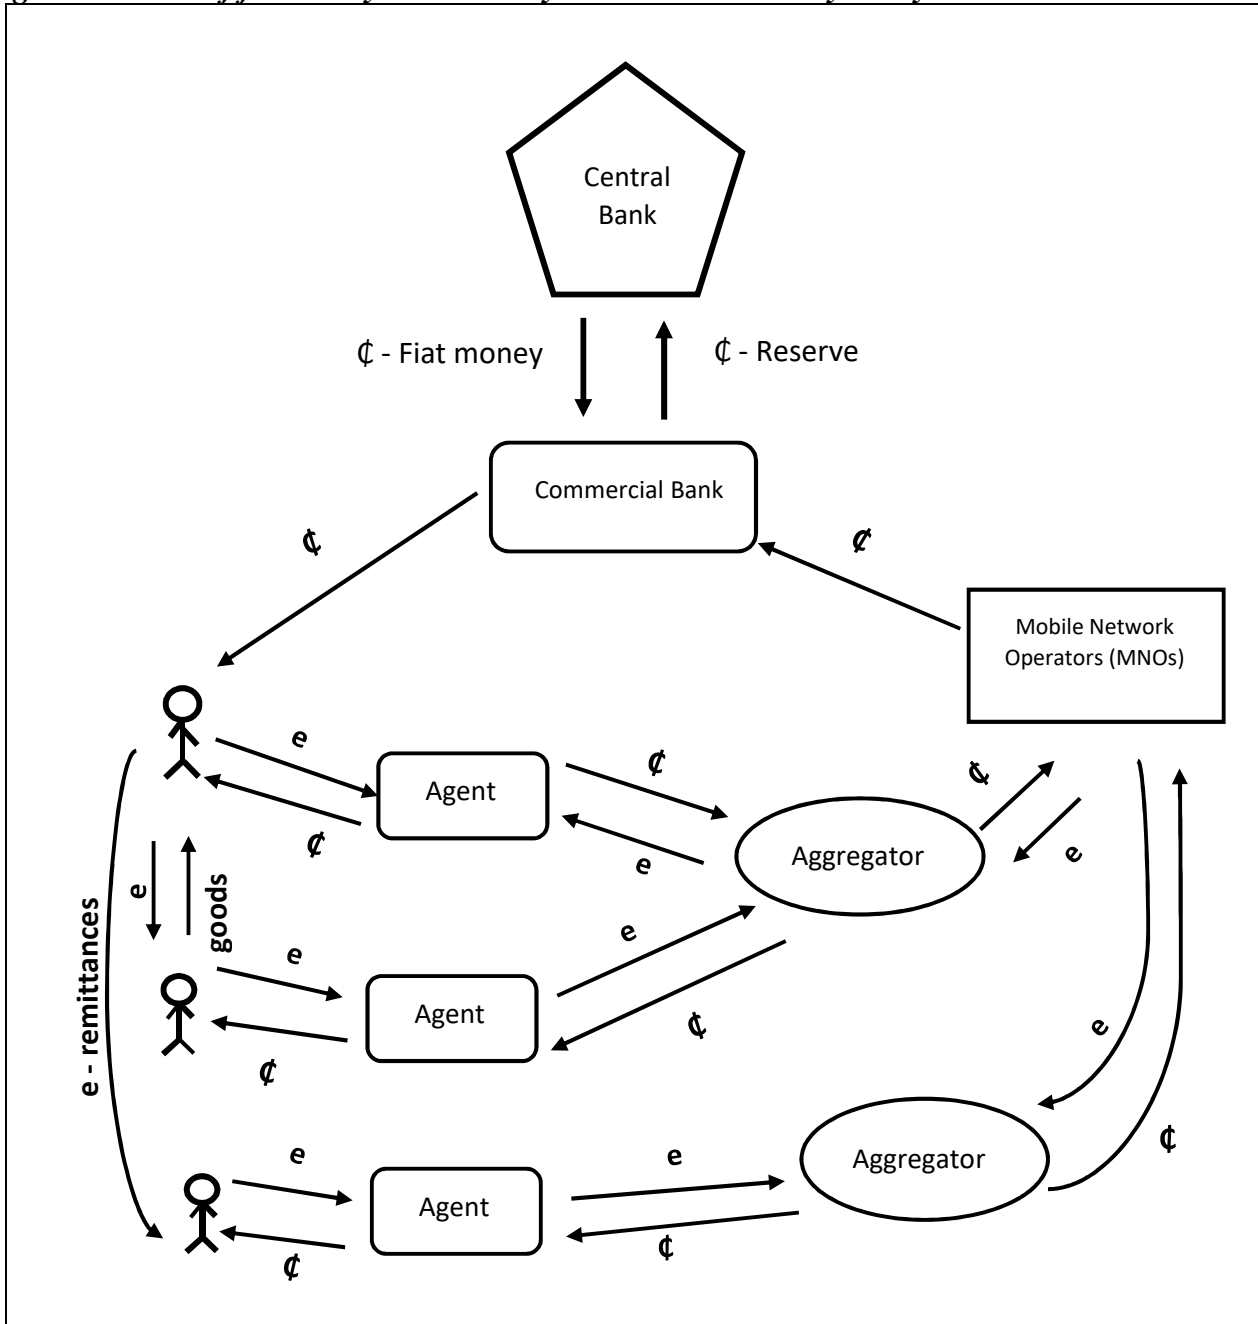 Central
Bank
₵ - Fiat money
₵ - Reserve
Commercial Bank
₵
₵
Mobile Network
Operators (MNOs)
e
Agent
₵
₵
₵
e
e
Aggregator
e
e
goods
e - remittances
e
e
Agent
₵
₵
e
e
e
Agent
₵
₵
Aggregator
₵